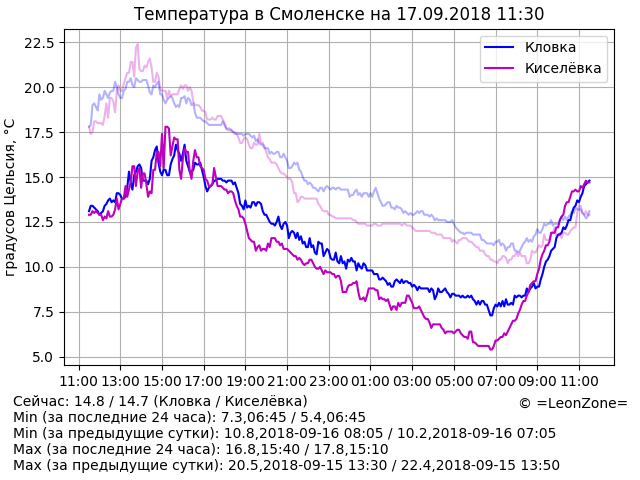 Температура в Смоленске на 17.09.2018 11:30
Кловка
Киселёвка
градусов Цельсия, °C
22.5
20.0
17.5
15.0
12.5
10.0
7.5
5.0
11:00 13:00 15:00 17:00 19:00 21:00 23:00 01:00 03:00 05:00 07:00 09:00 11:00
Сейчас: 14.8 / 14.7 (Кловка / Киселёвка)
© =LeonZone=
Min (за последние 24 часа): 7.3,06:45 / 5.4,06:45
Min (за предыдущие сутки): 10.8,2018-09-16 08:05 / 10.2,2018-09-16 07:05
Max (за последние 24 часа): 16.8,15:40 / 17.8,15:10
Max (за предыдущие сутки): 20.5,2018-09-15 13:30 / 22.4,2018-09-15 13:50